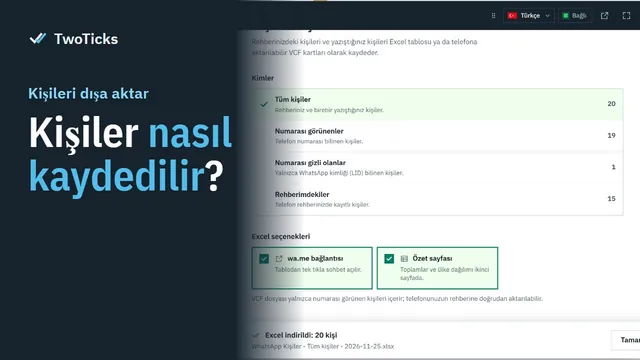 TwoTicks
Kişileri dışa aktar
Kişiler nasıl
kaydedilir?
Türkçe
Bağlı
Rehberinizdeki kişileri ve yazıştığınız kişileri Excel tablosu ya da telefona
aktarılabilir VCF kartları olarak kaydeder.
Kimler
Tüm kişiler
Rehberiniz ve birebir yazıştığınız kişiler.
20
Numarası görünenler
Telefon numarası bilinen kişiler.
19
Numarası gizli olanlar
Yalnızca WhatsApp kimliği (LID) bilinen kişiler.
1
Rehberimdekiler
Telefon rehberinizde kayıtlı kişiler.
15
Excel seçenekleri
wa.me bağlantısı
Tablodan tek tıkla sohbet açılır.
Özet sayfası
Toplamlar ve ülke dağılımı ikinci
sayfada.
VCF dosyası yalnızca numarası görünen kişileri içerir; telefonunuzun rehberine doğrudan aktarılabilir.
Excel indirildi: 20 kişi
WhatsApp Kişiler - Tüm kişiler - 2026-11-25.xlsx